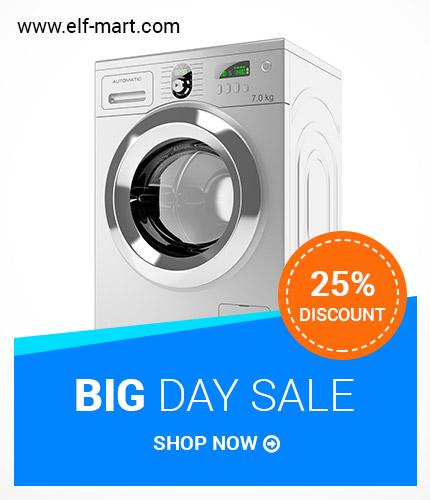 www.elf-mart.com
AUTOMATIC
7.0 kg
25%
DISCOUNT
BIG DAY SALE
SHOP NOW